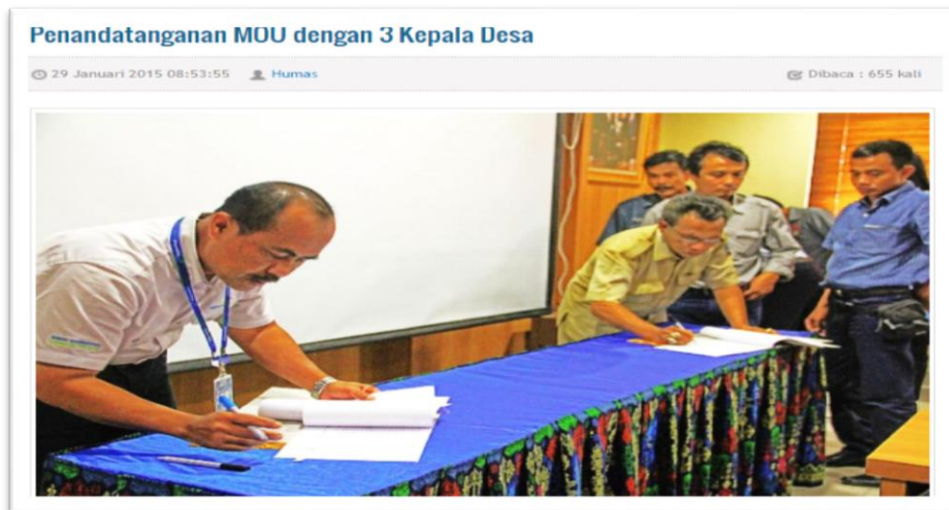 Penandatanganan MOU dengan 3 Kepala Desa
29 Januari 2015 08:53:55 Humas Dibaca : 655 kali